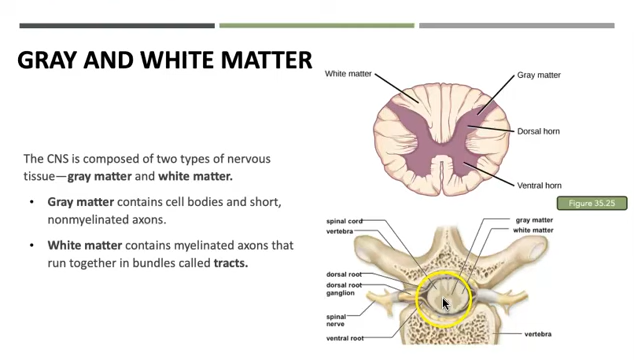 GRAY AND WHITE MATTER
The CNS is composed of two types of nervous
tissue—gray matter and white matter.
• Gray matter contains cell bodies and short,
nonmyelinated axons.
• White matter contains myelinated axons that
run together in bundles called tracts.
White matter
Gray matter
Dorsal horn
Ventral horn
Figure 35.25
spinal cord
vertebra
gray matter
white matter
dorsal root
dorsal root
ganglion
spinal
nerve
ventral root
vertebra